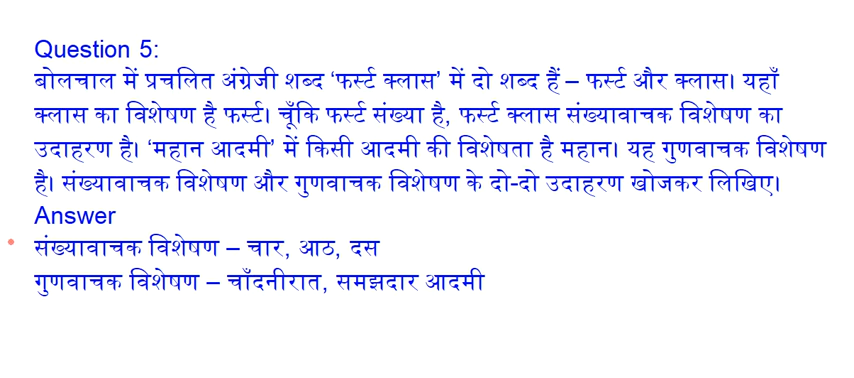 Question 5:
बोलचाल में प्रचलित अंग्रेजी शब्द ‘फर्स्ट क्लास’ में दो शब्द हैं – फर्स्ट और क्लास। यहाँ
क्लास का विशेषण है फर्स्ट। चूँकि फर्स्ट संख्या है, फर्स्ट क्लास संख्यावाचक विशेषण का
उदाहरण है। ‘महान आदमी’ में किसी आदमी की विशेषता है महान। यह गुणवाचक विशेषण
है। संख्यावाचक विशेषण और गुणवाचक विशेषण के दो-दो उदाहरण खोजकर लिखिए।
Answer
संख्यावाचक विशेषण – चार, आठ, दस
गुणवाचक विशेषण – चाँदनीरात, समझदार आदमी